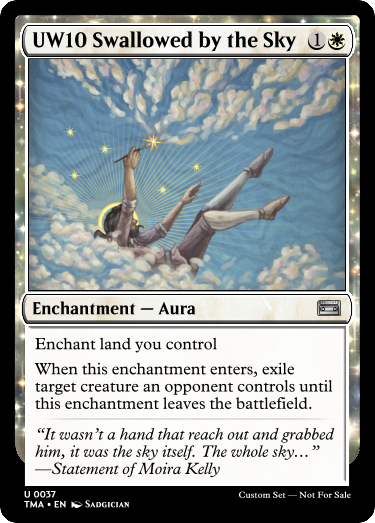 UW10 Swallowed by the Sky 1
Enchantment — Aura
Enchant land you control
When this enchantment enters, exile
target creature an opponent controls until
this enchantment leaves the battlefield.
“It wasn’t a hand that reach out and grabbed
him, it was the sky itself. The whole sky…”
—Statement of Moira Kelly
U 0037
TMA • EN Sadgician
Custom Set — Not For Sale